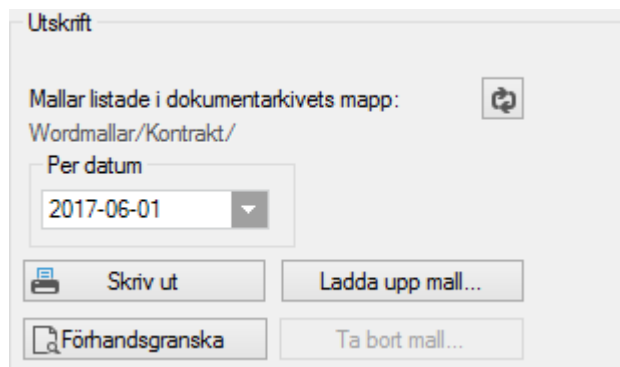 Utskrift
Mallar listade i dokumentarkivets mapp:
Wordmallar/Kontrakt/
Per datum
2017-06-01
Skriv ut
Ladda upp mall...
Förhandsgranska
Ta bort mall...